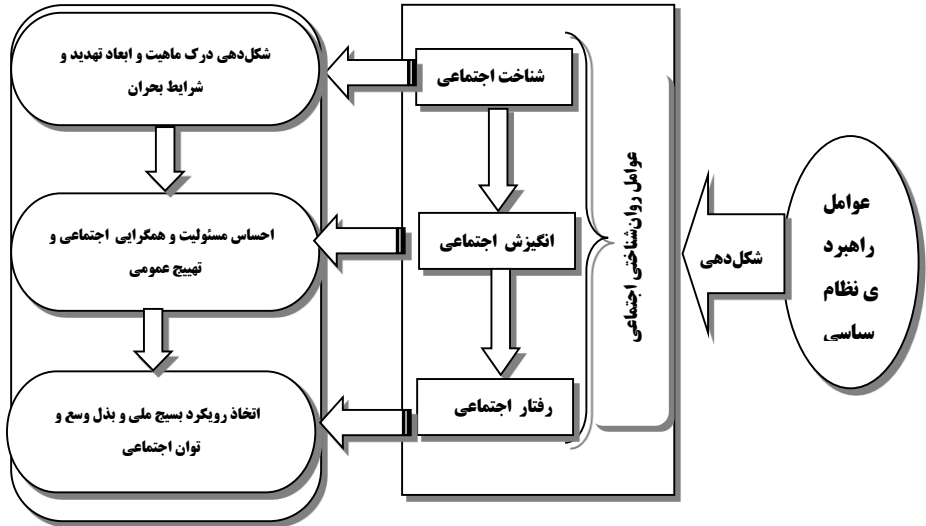 عوامل
راهبرد
ی نظام
سیاسی
شکل‌دهی
عوامل روان‌شناختی اجتماعی
شناخت اجتماعی
انگیزش اجتماعی
رفتار اجتماعی
شکل‌دهی درک ماهیت و ابعاد تهدید و
شرایط بحران
احساس مسئولیت و همگرایی اجتماعی و
تهییج عمومی
اتخاذ رویکرد بسیج ملی و بذل وسع و
توان اجتماعی